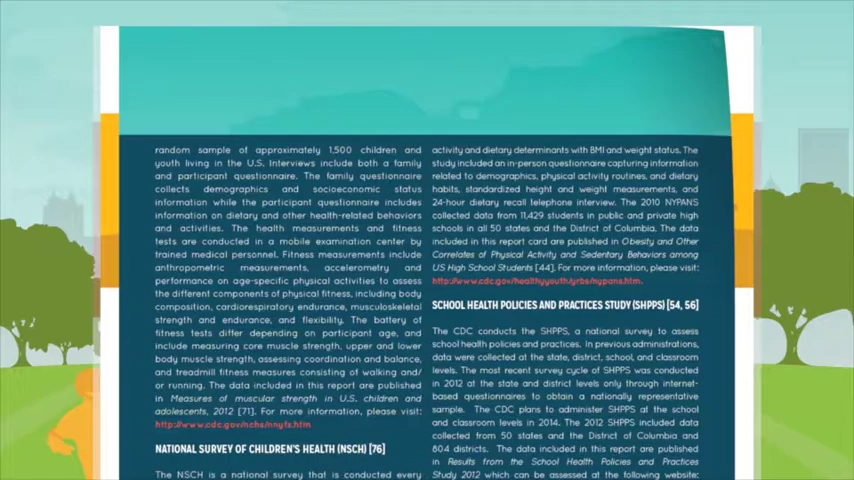 random sample of approximately 1,500 children and
youth living in the U.S. Interviews include both a family
and participant questionnaire. The family questionnaire
collects demographics and socioeconomic status
information while the participant questionnaire includes
information on dietary and other health-related behaviors
and activities. The health measurements and fitness
tests are conducted in a mobile examination center by
trained medical personnel. Fitness measurements include
anthropometric measurements, accelerometry and
performance on age-specific physical activities to assess
the different components of physical fitness, including body
composition, cardiorespiratory endurance, musculoskeletal
strength and endurance, and flexibility. The battery of
fitness tests differ depending on participant age, and
include measuring core muscle strength, upper and lower
body muscle strength, assessing coordination and balance,
and treadmill fitness measures consisting of walking and/
or running. The data included in this report are published
in Measures of muscular strength in U.S. children and
adolescents, 2012 [71]. For more information, please visit:
http://www.cdc.gov/nchs/nnyfs.htm
NATIONAL SURVEY OF CHILDREN'S HEALTH (NSCH) [76]
The NSCH is a national survey that is conducted every
activity and dietary determinants with BMI and weight status. The
study included an in-person questionnaire capturing information
related to demographics, physical activity routines, and dietary
habits, standardized height and weight measurements, and
24-hour dietary recall telephone interview. The 2010 NYPANS
collected data from 11,429 students in public and private high
schools in all 50 states and the District of Columbia. The data
included in this report card are published in Obesity and Other
Correlates of Physical Activity and Sedentary Behaviors among
US High School Students [44]. For more information, please visit:
http://www.cdc.gov/healthyyouth/yrbs/nypans.htm.
SCHOOL HEALTH POLICIES AND PRACTICES STUDY (SHPPS) [54, 56]
The CDC conducts the SHPPS, a national survey to assess
school health policies and practices. In previous administrations,
data were collected at the state, district, school, and classroom
levels. The most recent survey cycle of SHPPS was conducted
in 2012 at the state and district levels only through internet-
based questionnaires to obtain a nationally representative
sample. The CDC plans to administer SHPPS at the school
and classroom levels in 2014. The 2012 SHPPS included data
collected from 50 states and the District of Columbia and
804 districts. The data included in this report are published
in Results from the School Health Policies and Practices
Study 2012 which can be assessed at the following website: